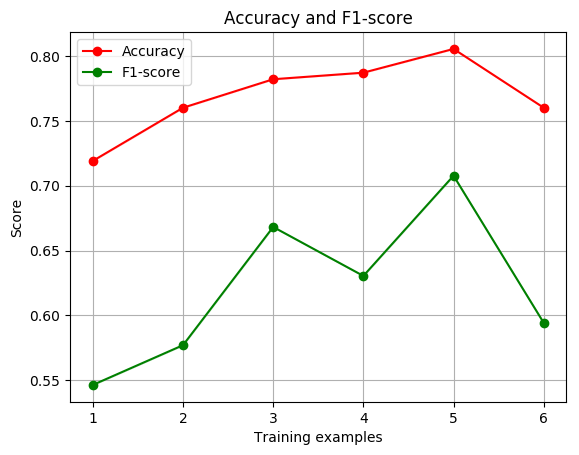 Accuracy and F1-score
Accuracy
F1-score
Score
0.80
0.75
0.70
0.65
0.60
0.55
1 2 3 4 5 6
Training examples